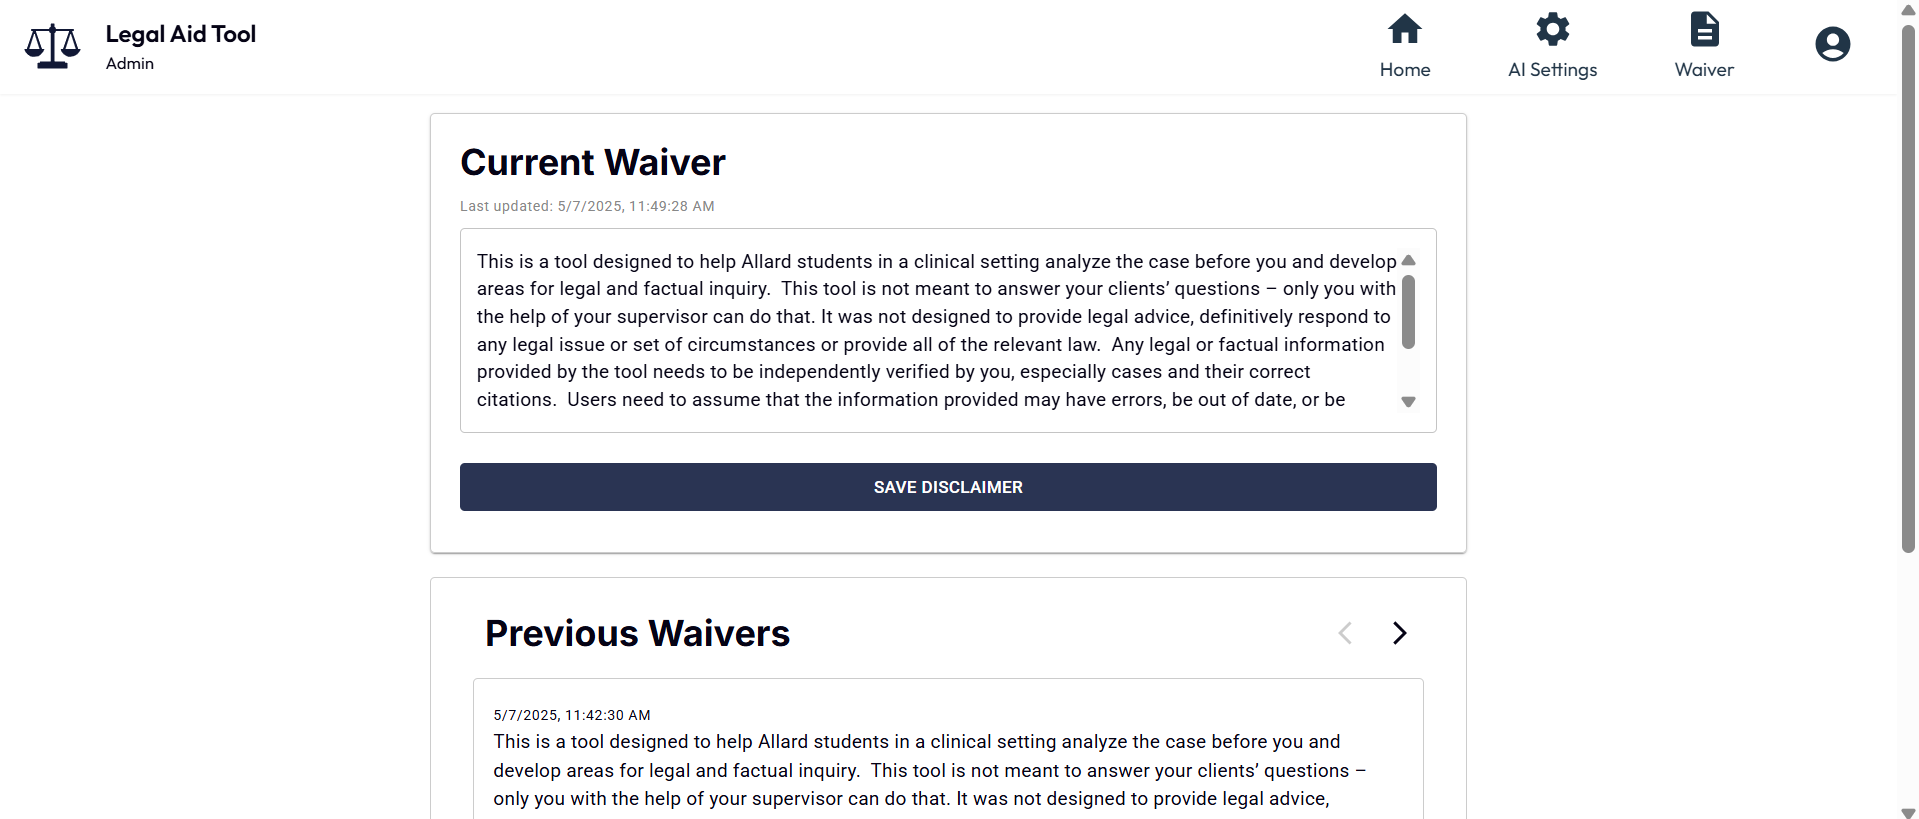 Legal Aid Tool
Admin
Home
AI Settings
Waiver
Current Waiver
Last updated: 5/7/2025, 11:49:28 AM
This is a tool designed to help Allard students in a clinical setting analyze the case before you and develop
areas for legal and factual inquiry.  This tool is not meant to answer your clients’ questions – only you with
the help of your supervisor can do that. It was not designed to provide legal advice, definitively respond to
any legal issue or set of circumstances or provide all of the relevant law.  Any legal or factual information
provided by the tool needs to be independently verified by you, especially cases and their correct
citations.  Users need to assume that the information provided may have errors, be out of date, or be
SAVE DISCLAIMER
Previous Waivers
5/7/2025, 11:42:30 AM
This is a tool designed to help Allard students in a clinical setting analyze the case before you and
develop areas for legal and factual inquiry.  This tool is not meant to answer your clients’ questions –
only you with the help of your supervisor can do that. It was not designed to provide legal advice,